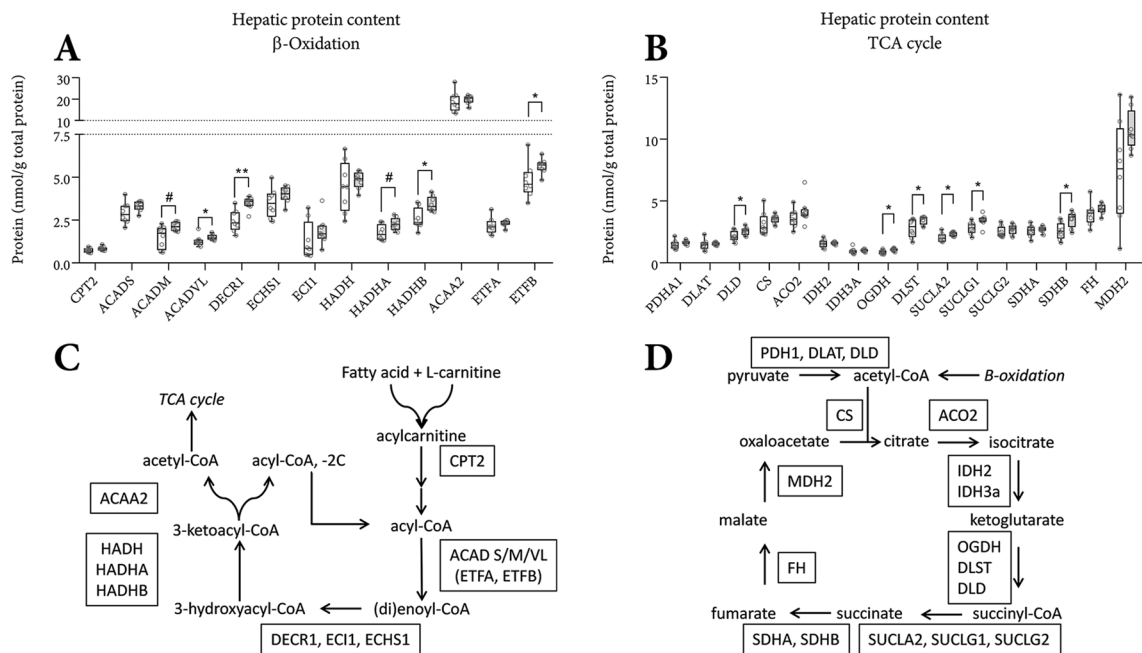 A
Hepatic protein content
β-Oxidation
Protein (nmol/g total protein)
30
20
10
7.5
5.0
2.5
0.0
#
*
**
#
*
*
CPT2
ACADS
ACADM
ACADVL
DECR1
ECHS1
ECI1
HADH
HADHA
HADHB
ACAA2
ETFA
ETFB
B
Hepatic protein content
TCA cycle
Protein (nmol/g total protein)
15
10
5
0
*
*
*
*
*
*
PDHA1
DLAT
DLD
CS
ACO2
IDH2
IDH3A
OGDH
DLST
SUCLA2
SUCLG1
SUCLG2
SDHA
SDHB
FH
MDH2
C
Fatty acid + L-carnitine
TCA cycle
acylcarnitine
CPT2
acetyl-CoA
acyl-CoA, -2C
ACAA2
3-ketoacyl-CoA
acyl-CoA
HADH
HADHA
HADHB
ACAD S/M/VL
(ETFA, ETFB)
3-hydroxyacyl-CoA
(di)enoyl-CoA
DECR1, ECI1, ECHS1
D
PDH1, DLAT, DLD
pyruvate
acetyl-CoA
B-oxidation
CS
ACO2
oxaloacetate
citrate
isocitrate
MDH2
IDH2
IDH3a
malate
ketoglutarate
FH
OGDH
DLST
DLD
fumarate
succinate
succinyl-CoA
SDHA, SDHB
SUCLA2, SUCLG1, SUCLG2